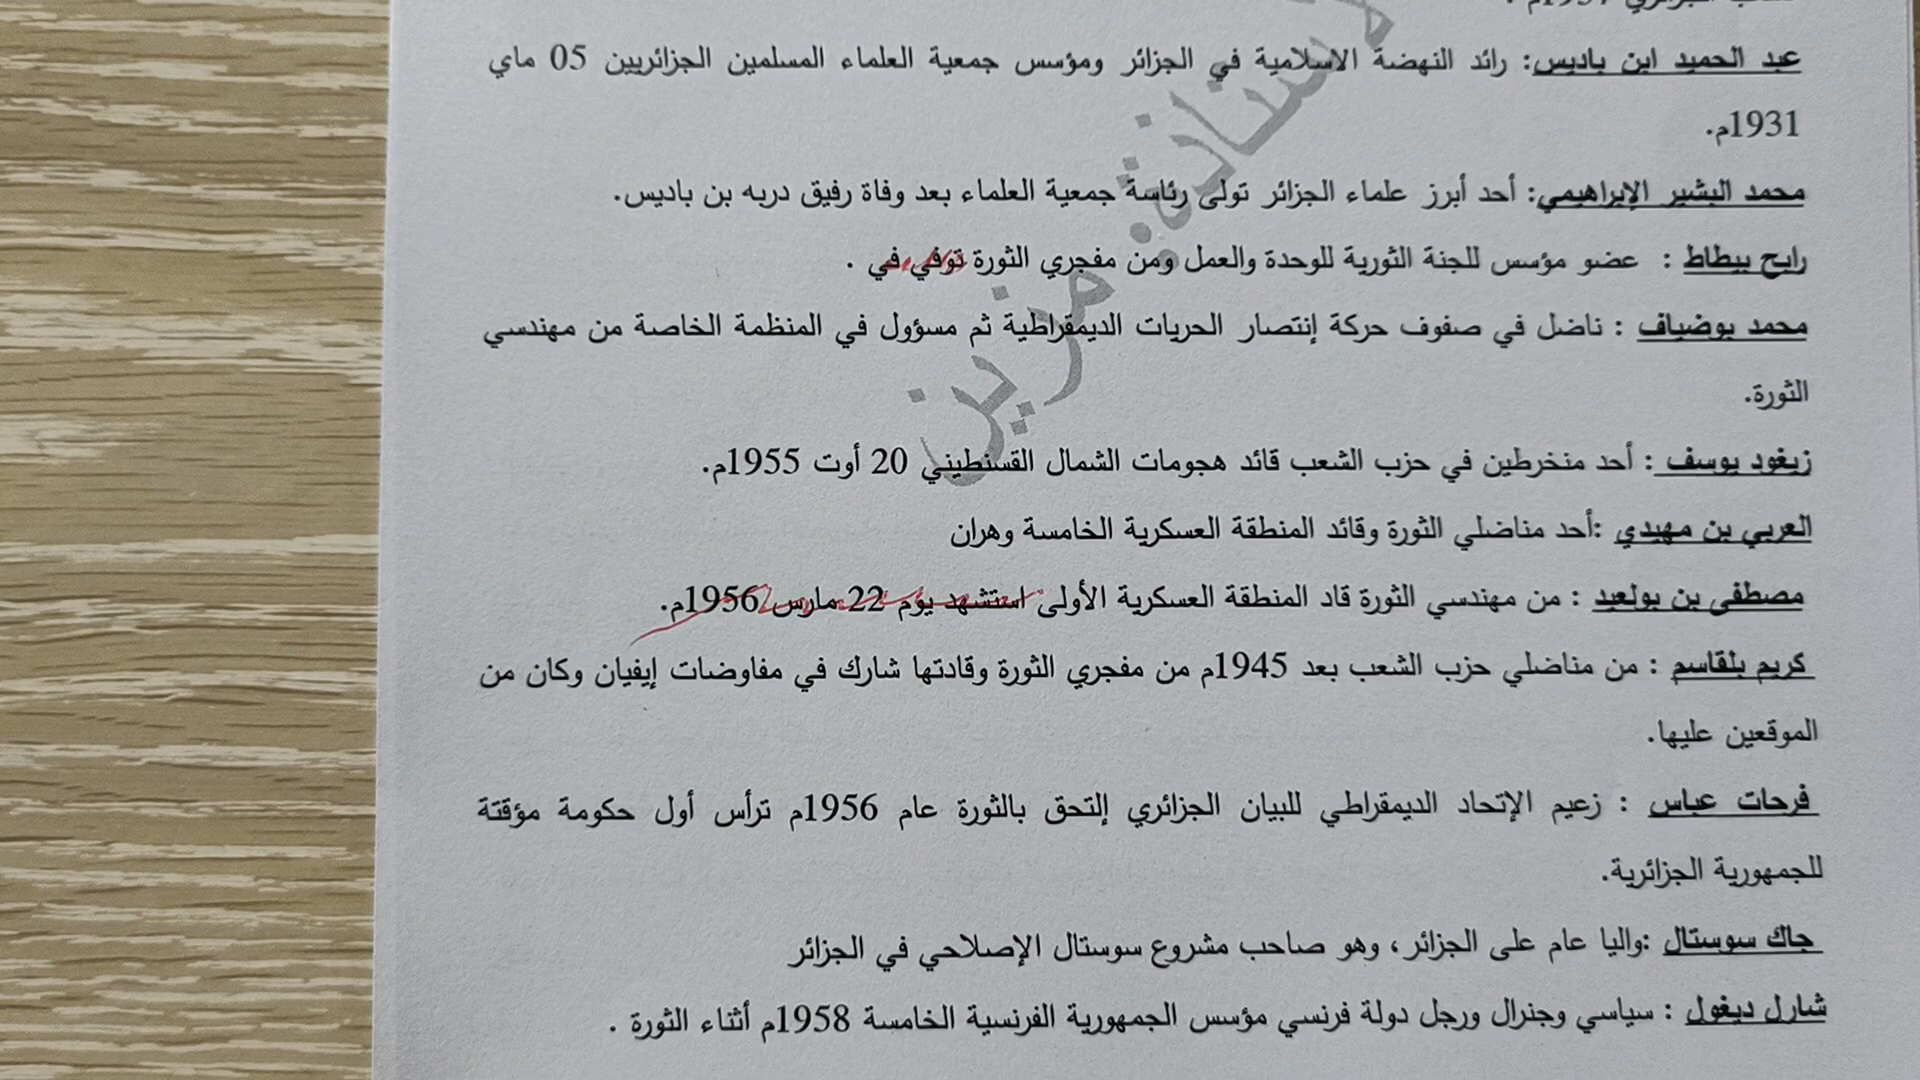 عبد الحميد ابن باديس: رائد النهضة الاسلامية في الجزائر ومؤسس جمعية العلماء المسلمين الجزائريين 05 ماي
1931م.
محمد البشير الإبراهيمي: أحد أبرز علماء الجزائر تولى رئاسة جمعية العلماء بعد وفاة رفيق دربه بن باديس.
رابح بيطاط : عضو مؤسس للجنة الثورية للوحدة والعمل ومن مفجري الثورة توفي في .
محمد بوضياف : ناضل في صفوف حركة إنتصار الحريات الديمقراطية ثم مسؤول في المنظمة الخاصة من مهندسي
الثورة.
زيغود يوسف : أحد منخرطين في حزب الشعب قائد هجومات الشمال القسنطيني 20 أوت 1955م.
العربي بن مهيدي :أحد مناضلي الثورة وقائد المنطقة العسكرية الخامسة وهران
مصطفى بن بولعيد : من مهندسي الثورة قاد المنطقة العسكرية الأولى استشهد يوم 22 مارس 1956م.
كريم بلقاسم : من مناضلي حزب الشعب بعد 1945م من مفجري الثورة وقادتها شارك في مفاوضات إيفيان وكان من
الموقعين عليها.
فرحات عباس : زعيم الإتحاد الديمقراطي للبيان الجزائري إلتحق بالثورة عام 1956م ترأس أول حكومة مؤقتة
للجمهورية الجزائرية.
جاك سوستال :واليا عام على الجزائر، وهو صاحب مشروع سوستال الإصلاحي في الجزائر
شارل ديغول : سياسي وجنرال ورجل دولة فرنسي مؤسس الجمهورية الفرنسية الخامسة 1958م أثناء الثورة .